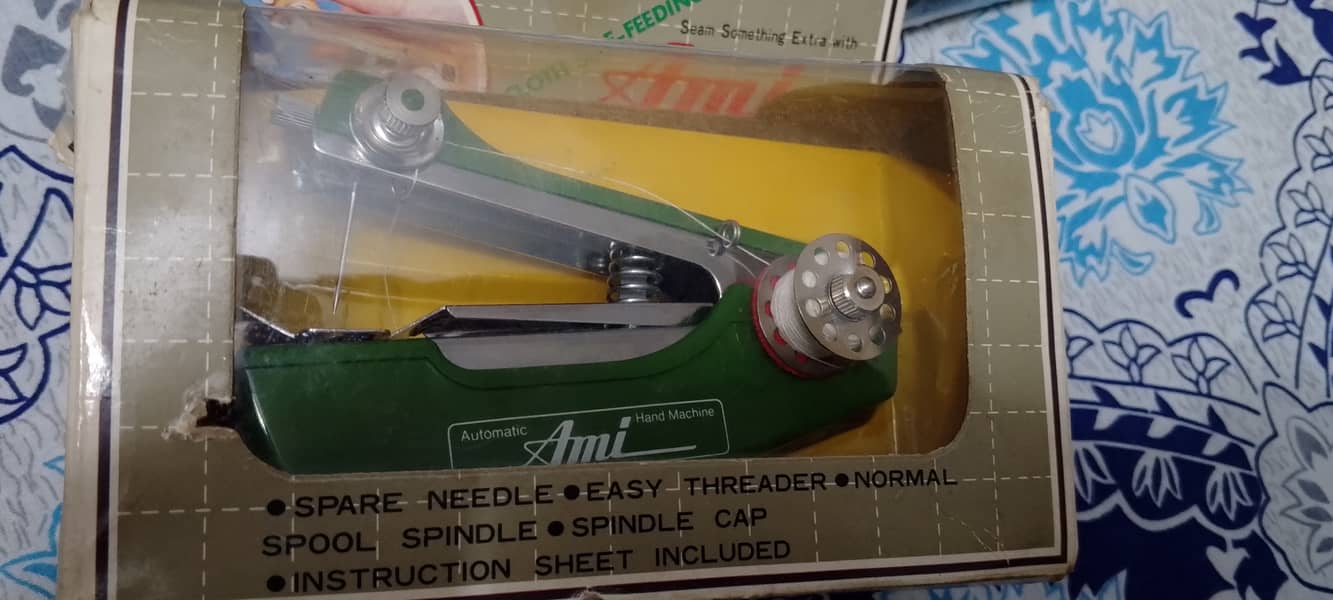 E-FEEDING
Seam Something Extra with
Ami
Automatic Ami Hand Machine
●SPARE NEEDLE ●EASY THREADER ●NORMAL
SPOOL SPINDLE ●SPINDLE CAP
●INSTRUCTION SHEET INCLUDED